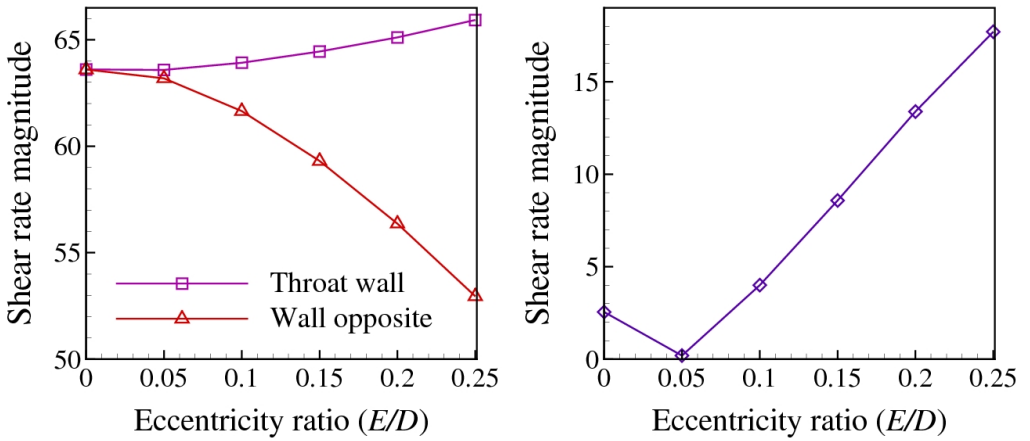 Shear rate magnitude
65
60
55
50
Throat wall
Wall opposite
0 0.05 0.1 0.15 0.2 0.25
Eccentricity ratio (E/D)
Shear rate magnitude
15
10
5
0
0 0.05 0.1 0.15 0.2 0.25
Eccentricity ratio (E/D)